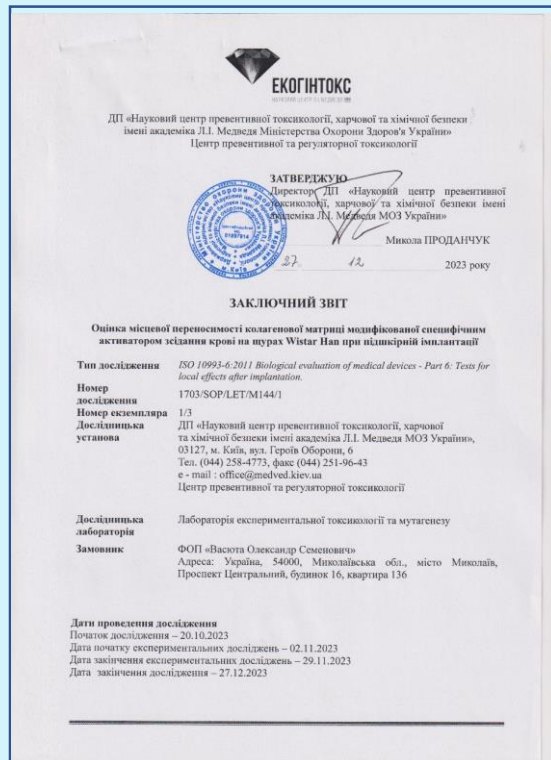 ЕКОГІНТОКС
ДП «Науковий центр превентивної токсикології, харчової та хімічної безпеки
імені академіка Л.І. Медведя Міністерства Охорони Здоров'я України»
Центр превентивної та регуляторної токсикології
ЗАТВЕРДЖУЮ
Директор ДП «Науковий центр превентивної
токсикології, харчової та хімічної безпеки імені
академіка Л.І. Медведя МОЗ України»
Микола ПРОДАНЧУК
27. 12 2023 року
ЗАКЛЮЧНИЙ ЗВІТ
Оцінка місцевої переносимості колагенової матриці модифікованої специфічним
активатором зсідання крові на щурах Wistar Han при підшкірній імплантації
Тип дослідження ISO 10993-6:2011 Biological evaluation of medical devices - Part 6: Tests for
local effects after implantation.
Номер
дослідження 1703/SOP/LET/M144/1
Номер екземпляра 1/3
Дослідницька ДП «Науковий центр превентивної токсикології, харчової
установа та хімічної безпеки імені академіка Л.І. Медведя МОЗ України»,
03127, м. Київ, вул. Героїв Оборони, 6
Тел. (044) 258-4773, факс (044) 251-96-43
e - mail : office@medved.kiev.ua
Центр превентивної та регуляторної токсикології
Дослідницька Лабораторія експериментальної токсикології та мутагенезу
лабораторія
Замовник ФОП «Васюта Олександр Семенович»
Адреса: Україна, 54000, Миколаївська обл., місто Миколаїв,
Проспект Центральний, будинок 16, квартира 136
Дати проведення дослідження
Початок дослідження – 20.10.2023
Дата початку експериментальних досліджень – 02.11.2023
Дата закінчення експериментальних досліджень – 29.11.2023
Дата закінчення дослідження – 27.12.2023